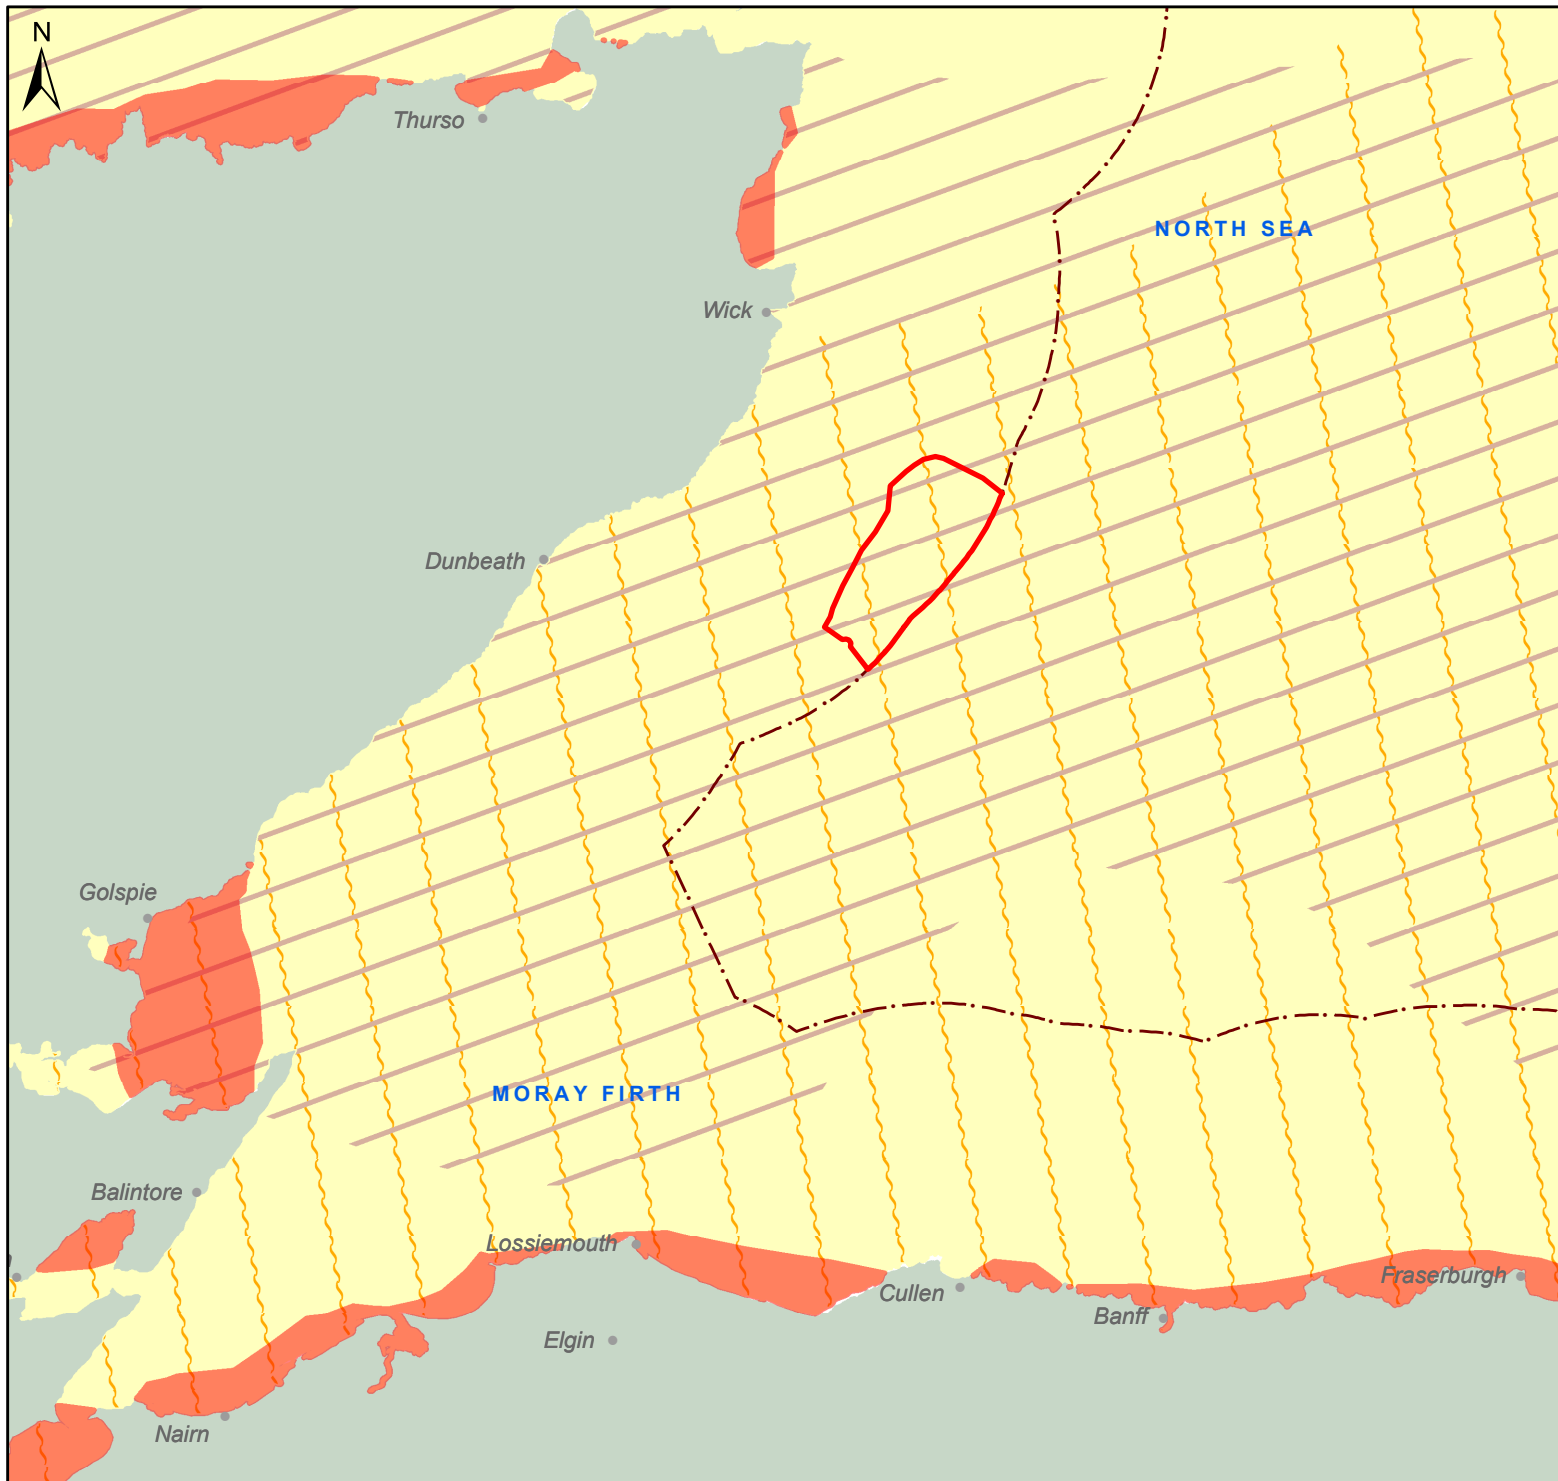 N
Thurso
NORTH SEA
Wick
Dunbeath
Golspie
MORAY FIRTH
Balintore
Lossiemouth
Fraserburgh
Cullen
Banff
Elgin
Nairn